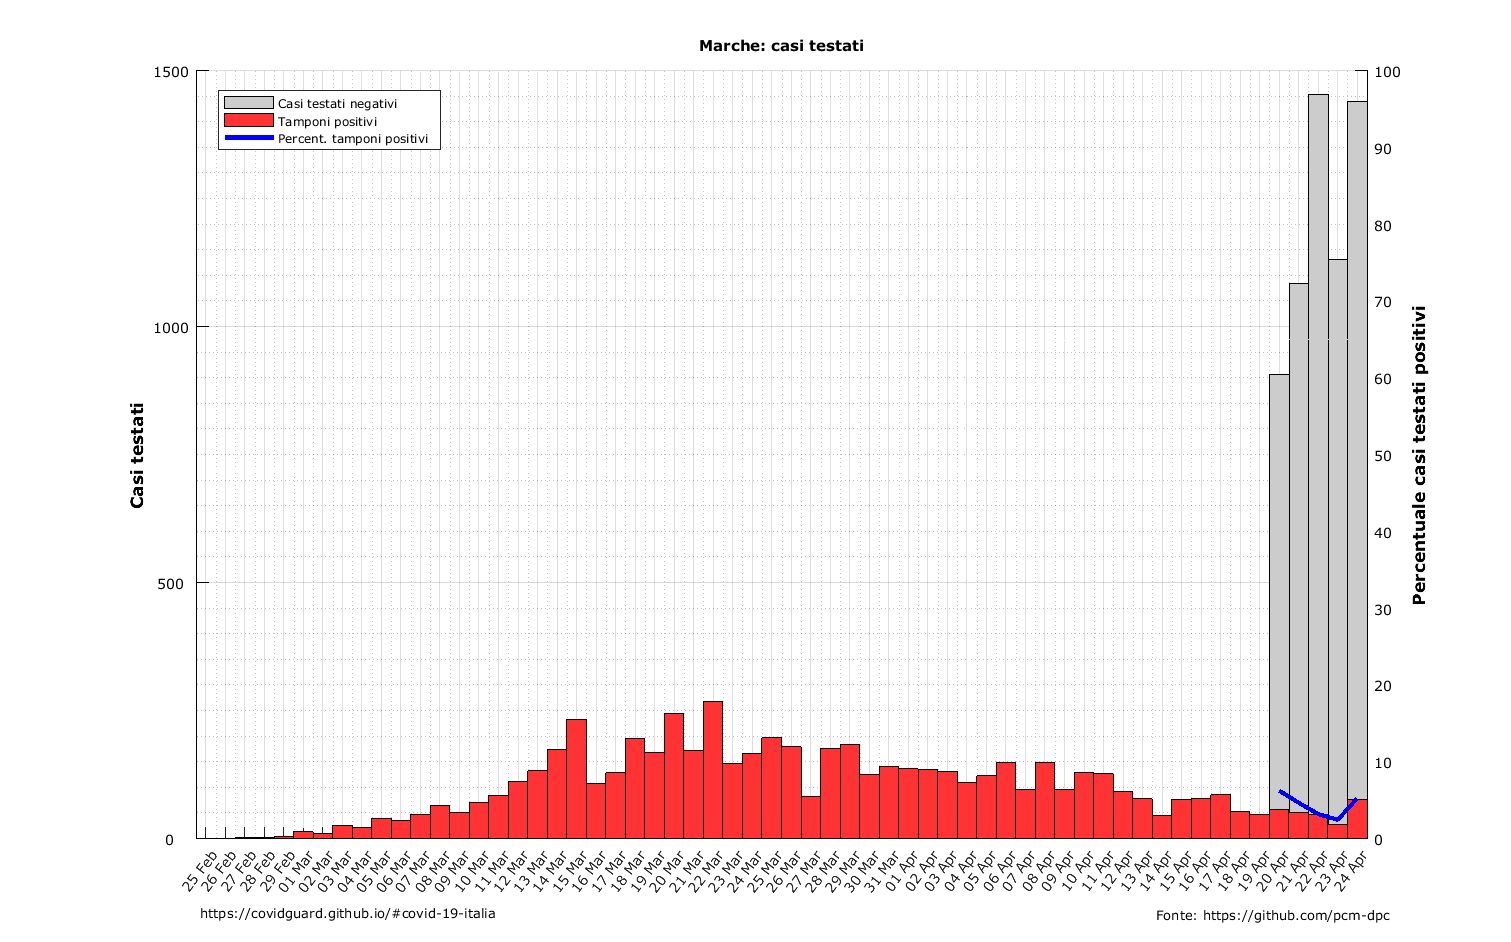 Marche: casi testati
1500
1000
500
0
Casi testati
Casi testati negativi
Tamponi positivi
Percent. tamponi positivi
100
90
80
70
60
50
40
30
20
10
0
Percentuale casi testati positivi
25 Feb
26 Feb
27 Feb
28 Feb
29 Feb
01 Mar
02 Mar
03 Mar
04 Mar
05 Mar
06 Mar
07 Mar
08 Mar
09 Mar
10 Mar
11 Mar
12 Mar
13 Mar
14 Mar
15 Mar
16 Mar
17 Mar
18 Mar
19 Mar
20 Mar
21 Mar
22 Mar
23 Mar
24 Mar
25 Mar
26 Mar
27 Mar
28 Mar
29 Mar
30 Mar
31 Mar
01 Apr
02 Apr
03 Apr
04 Apr
05 Apr
06 Apr
07 Apr
08 Apr
09 Apr
10 Apr
11 Apr
12 Apr
13 Apr
14 Apr
15 Apr
16 Apr
17 Apr
18 Apr
19 Apr
20 Apr
21 Apr
22 Apr
23 Apr
24 Apr
https://covidguard.github.io/#covid-19-italia
Fonte: https://github.com/pcm-dpc